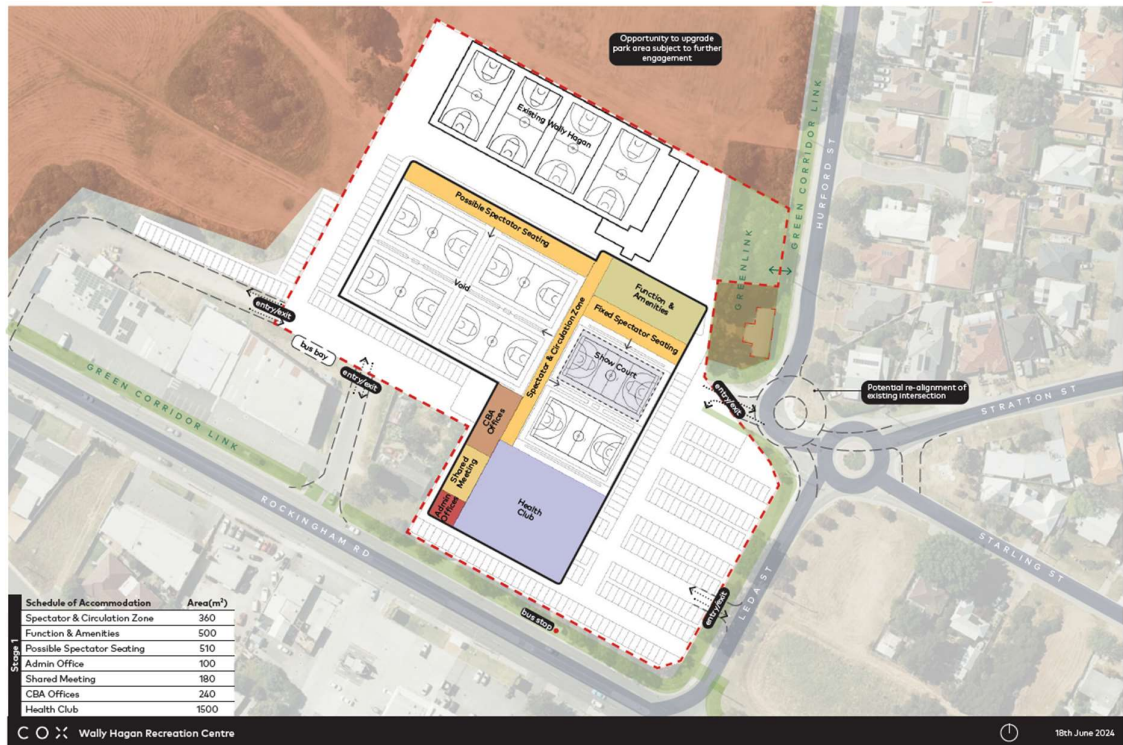 Opportunity to upgrade
park area subject to further
engagement
Existing Wally Hagan
Possible Spectator Seating
Void
Spectator & Circulation Zone
Function &
Amenities
Fixed Spectator Seating
Show Court
CBA
Offices
Shared
Meeting
Admin
Offices
Health
Club
GREENLINK
GREEN CORRIDOR LINK
HURFORD ST
entry/exit
bus bay
entry/exit
entry/exit
Potential re-alignment of
existing intersection
STRATTON ST
GREEN CORRIDOR LINK
ROCKINGHAM RD
STARLING ST
LEDA ST
entry/exit
bus stop
Stage 1
Schedule of Accommodation Area(m²)
Spectator & Circulation Zone 360
Function & Amenities 500
Possible Spectator Seating 510
Admin Office 100
Shared Meeting 180
CBA Offices 240
Health Club 1500
COX Wally Hagan Recreation Centre
18th June 2024